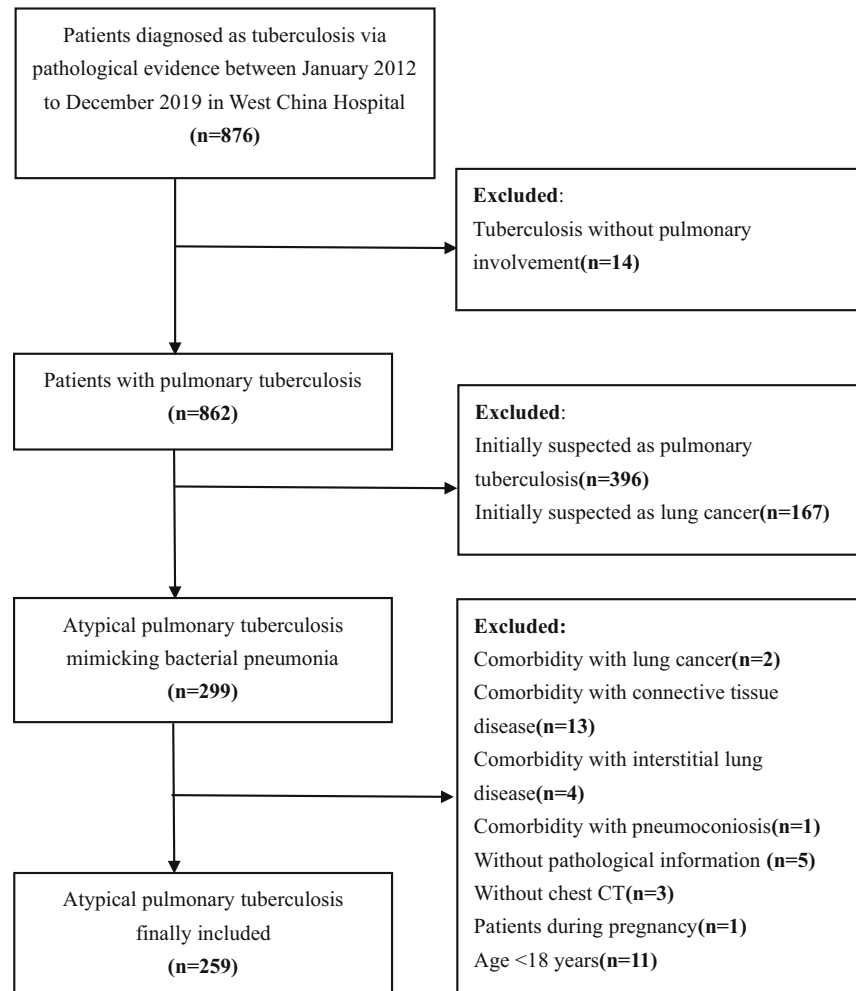 Patients diagnosed as tuberculosis via
pathological evidence between January 2012
to December 2019 in West China Hospital
(n=876)
Excluded:
Tuberculosis without pulmonary
involvement(n=14)
Patients with pulmonary tuberculosis
(n=862)
Excluded:
Initially suspected as pulmonary
tuberculosis(n=396)
Initially suspected as lung cancer(n=167)
Atypical pulmonary tuberculosis
mimicking bacterial pneumonia
(n=299)
Excluded:
Comorbidity with lung cancer(n=2)
Comorbidity with connective tissue
disease(n=13)
Comorbidity with interstitial lung
disease(n=4)
Comorbidity with pneumoconiosis(n=1)
Without pathological information (n=5)
Without chest CT(n=3)
Patients during pregnancy(n=1)
Age <18 years(n=11)
Atypical pulmonary tuberculosis
finally included
(n=259)